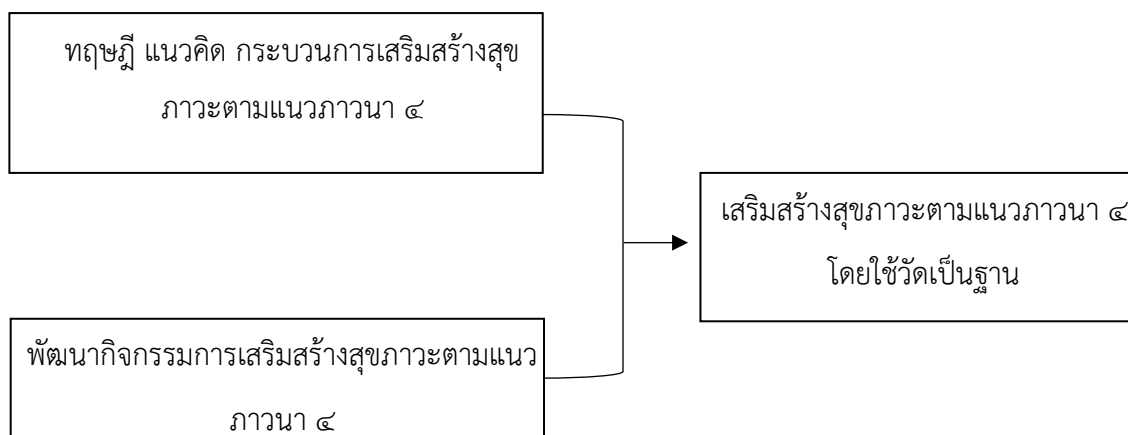 ทฤษฎี แนวคิด กระบวนการเสริมสร้างสุข
ภาวะตามแนวภาวนา ๔
เสริมสร้างสุขภาวะตามแนวภาวนา ๔
โดยใช้วัดเป็นฐาน
พัฒนากิจกรรมการเสริมสร้างสุขภาวะตามแนว
ภาวนา ๔